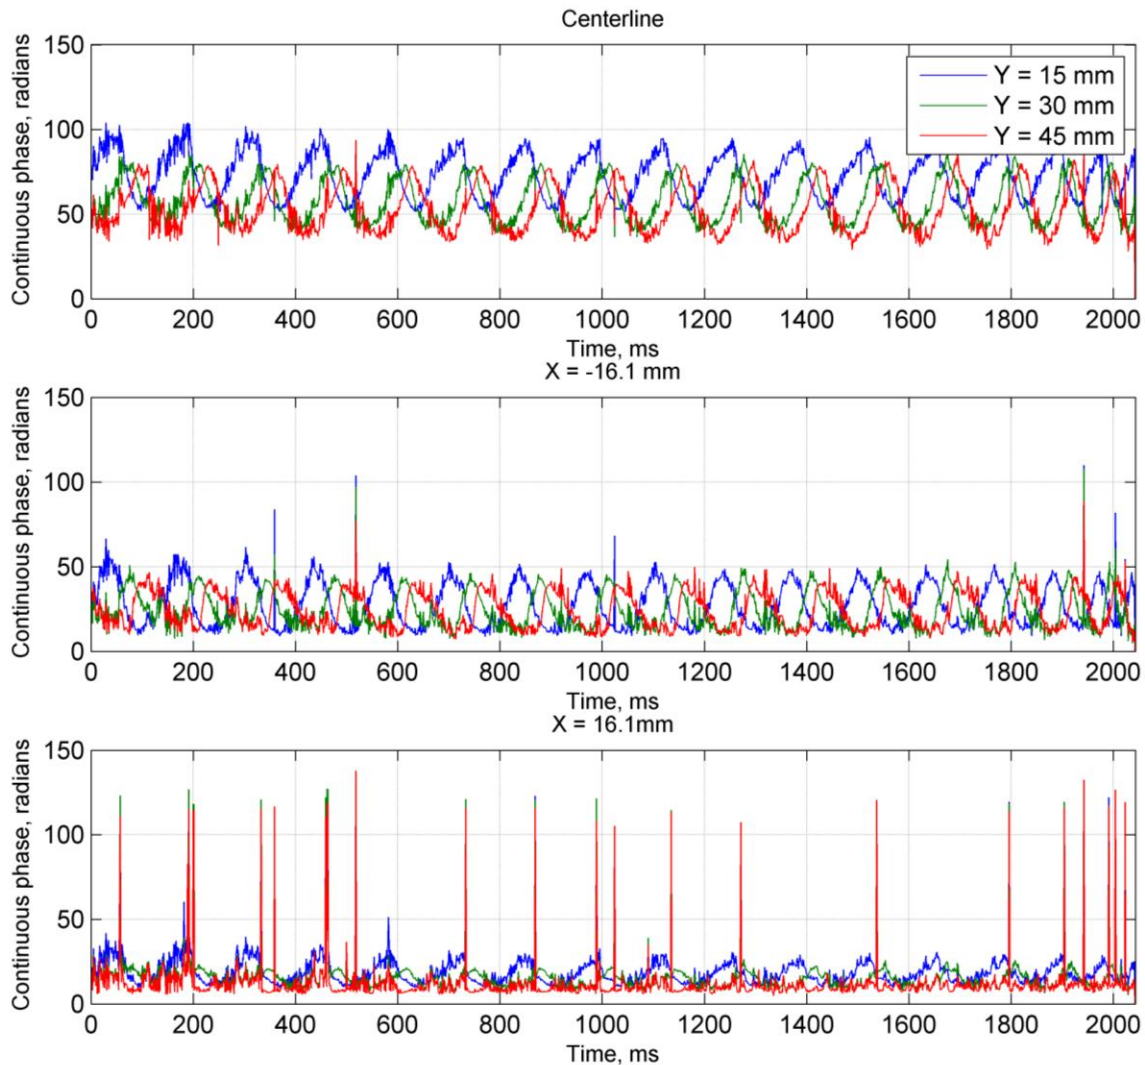 Centerline
Continuous phase, radians
150
100
50
0
Y = 15 mm
Y = 30 mm
Y = 45 mm
0 200 400 600 800 1000 1200 1400 1600 1800 2000
Time, ms
X = -16.1 mm
Continuous phase, radians
150
100
50
0
0 200 400 600 800 1000 1200 1400 1600 1800 2000
Time, ms
X = 16.1mm
Continuous phase, radians
150
100
50
0
0 200 400 600 800 1000 1200 1400 1600 1800 2000
Time, ms